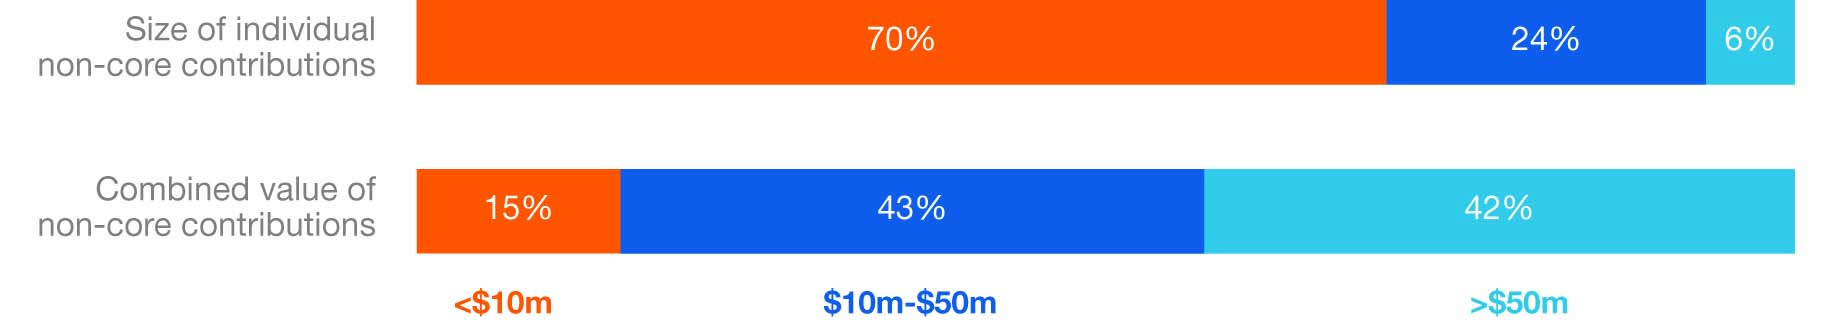 Size of individual
non-core contributions
70%
24%
6%
Combined value of
non-core contributions
15%
43%
42%
<$10m
$10m-$50m
>$50m